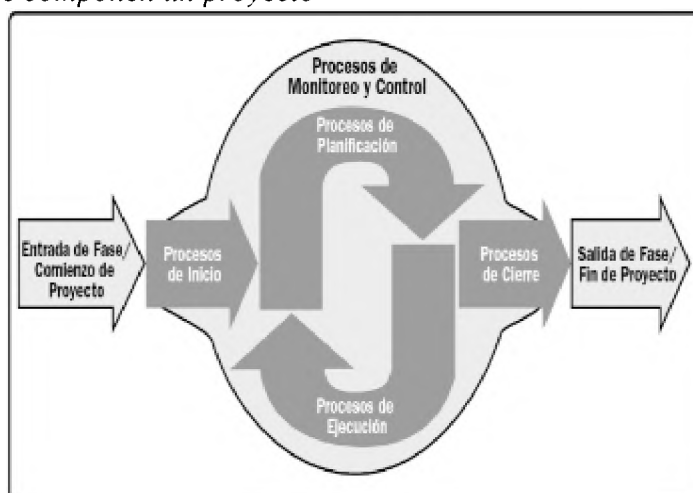 componen un proyecto
Procesos de
Monitoreo y Control
Procesos de
Planificación
Entrada de Fase/
Comienzo de
Proyecto
Procesos
de Inicio
Procesos
de Cierre
Salida de Fase/
Fin de Proyecto
Procesos de
Ejecución